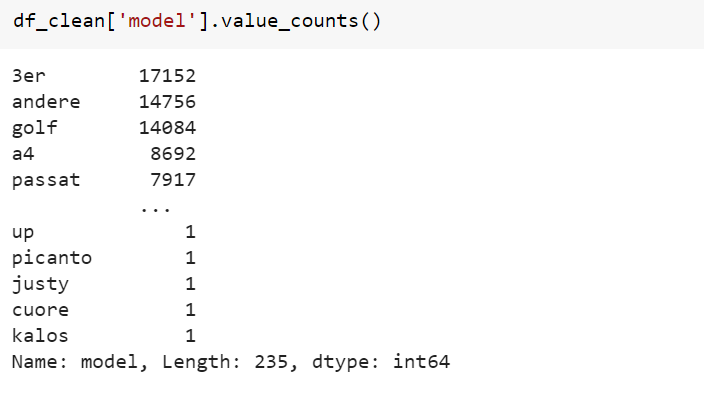 df_clean['model'].value_counts()
3er 17152
andere 14756
golf 14084
a4 8692
passat 7917
...
up 1
picanto 1
justy 1
cuore 1
kalos 1
Name: model, Length: 235, dtype: int64